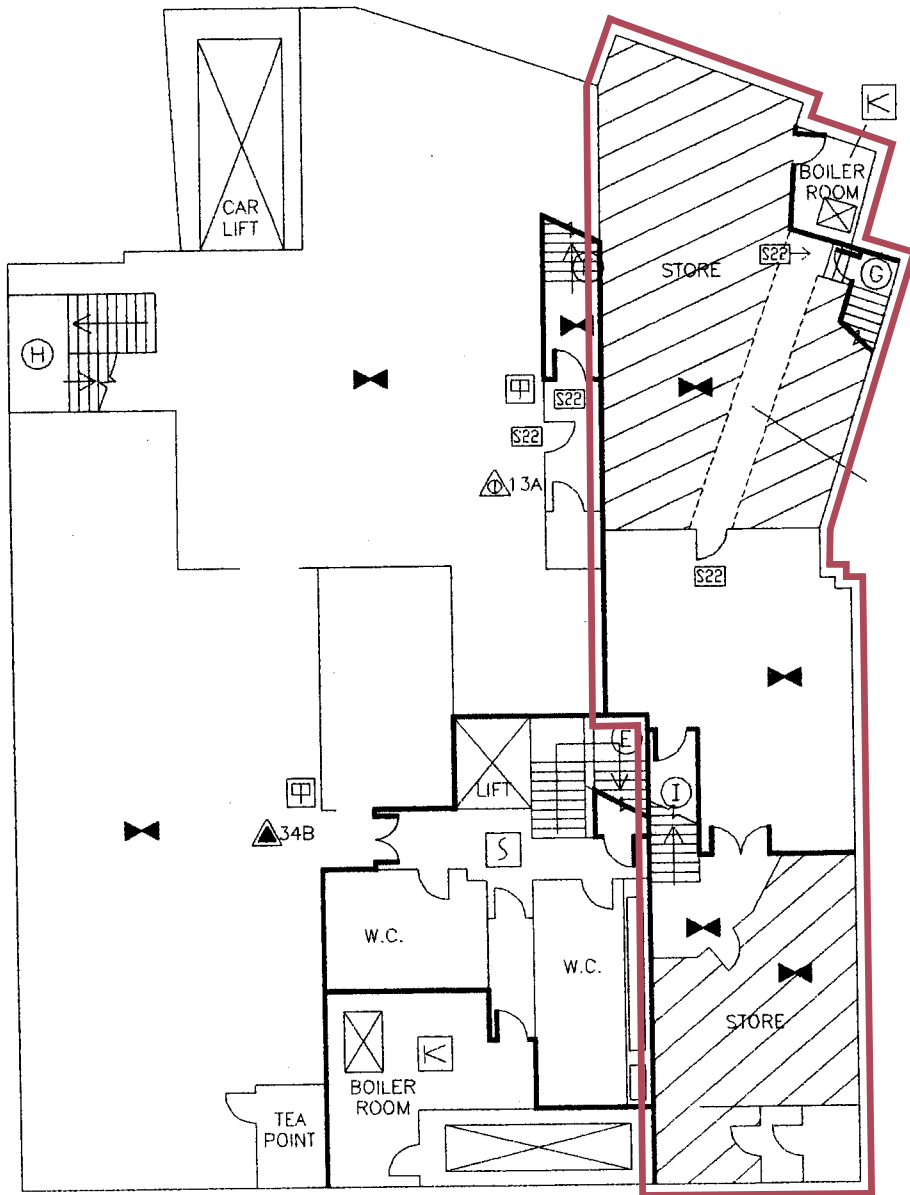 CAR
LIFT
BOILER
ROOM
STORE
S22
G
H
S22
S22
13A
S22
E
LIFT
I
34B
S
W.C.
W.C.
STORE
K
K
BOILER
ROOM
TEA
POINT